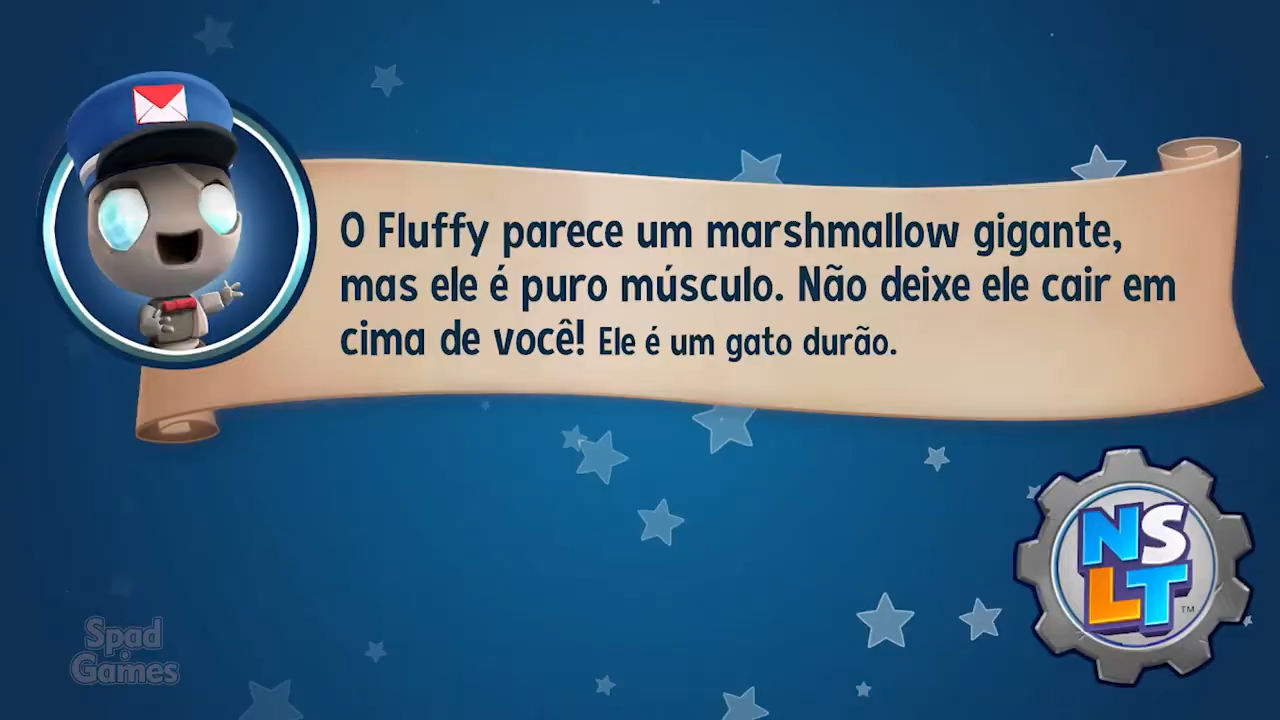 O Fluffy parece um marshmallow gigante,
mas ele é puro músculo. Não deixe ele cair em
cima de você! Ele é um gato durão.
NS
LT™
Spad
Games